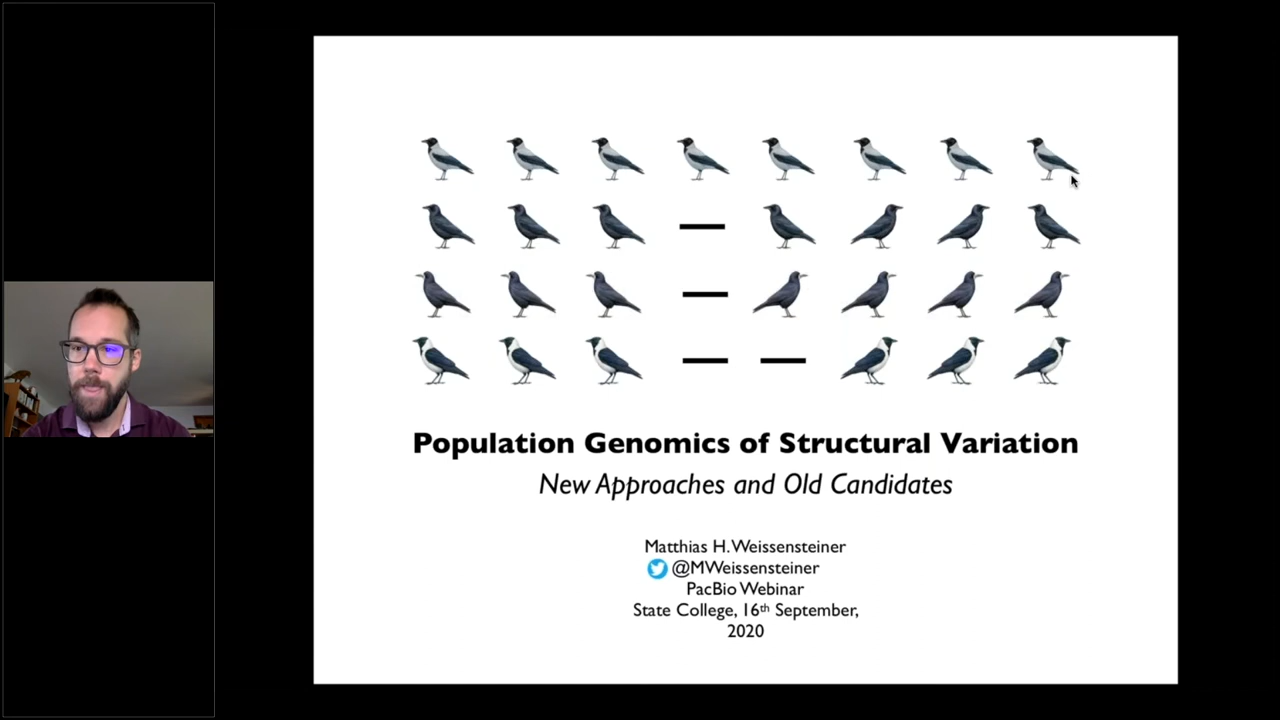 Population Genomics of Structural Variation
New Approaches and Old Candidates
Matthias H. Weissensteiner
@MWeissensteiner
PacBio Webinar
State College, 16th September,
2020